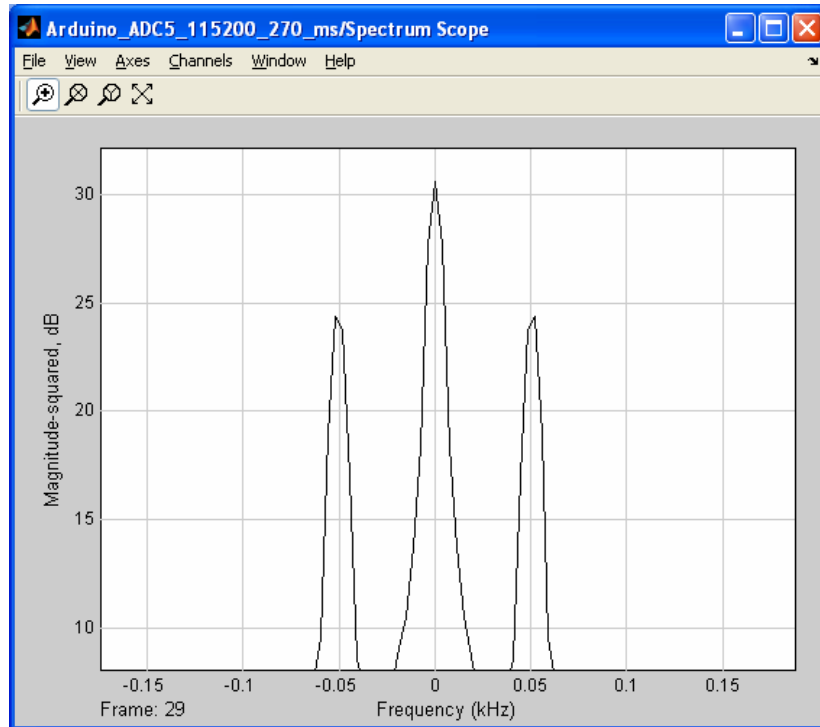 Arduino_ADC5_115200_270_ms/Spectrum Scope
File View Axes Channels Window Help
30
25
20
15
10
Magnitude-squared, dB
-0.15 -0.1 -0.05 0 0.05 0.1 0.15
Frame: 29 Frequency (kHz)